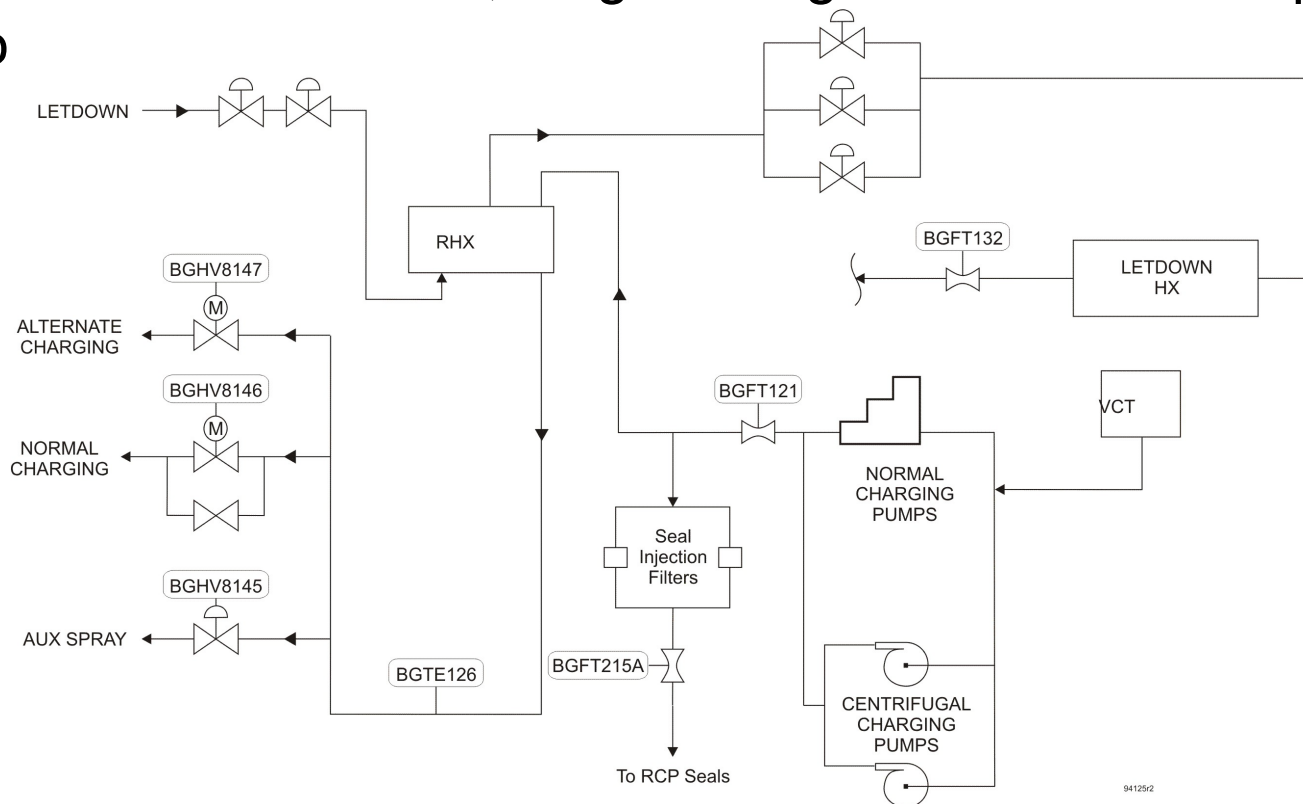 LETDOWN
RHX
BGFT132
LETDOWN
HX
BGHV8147
M
ALTERNATE
CHARGING
BGHV8146
M
NORMAL
CHARGING
BGFT121
VCT
NORMAL
CHARGING
PUMPS
Seal
Injection
Filters
BGHV8145
AUX SPRAY
BGTE126
BGFT215A
CENTRIFUGAL
CHARGING
PUMPS
To RCP Seals
94125r2